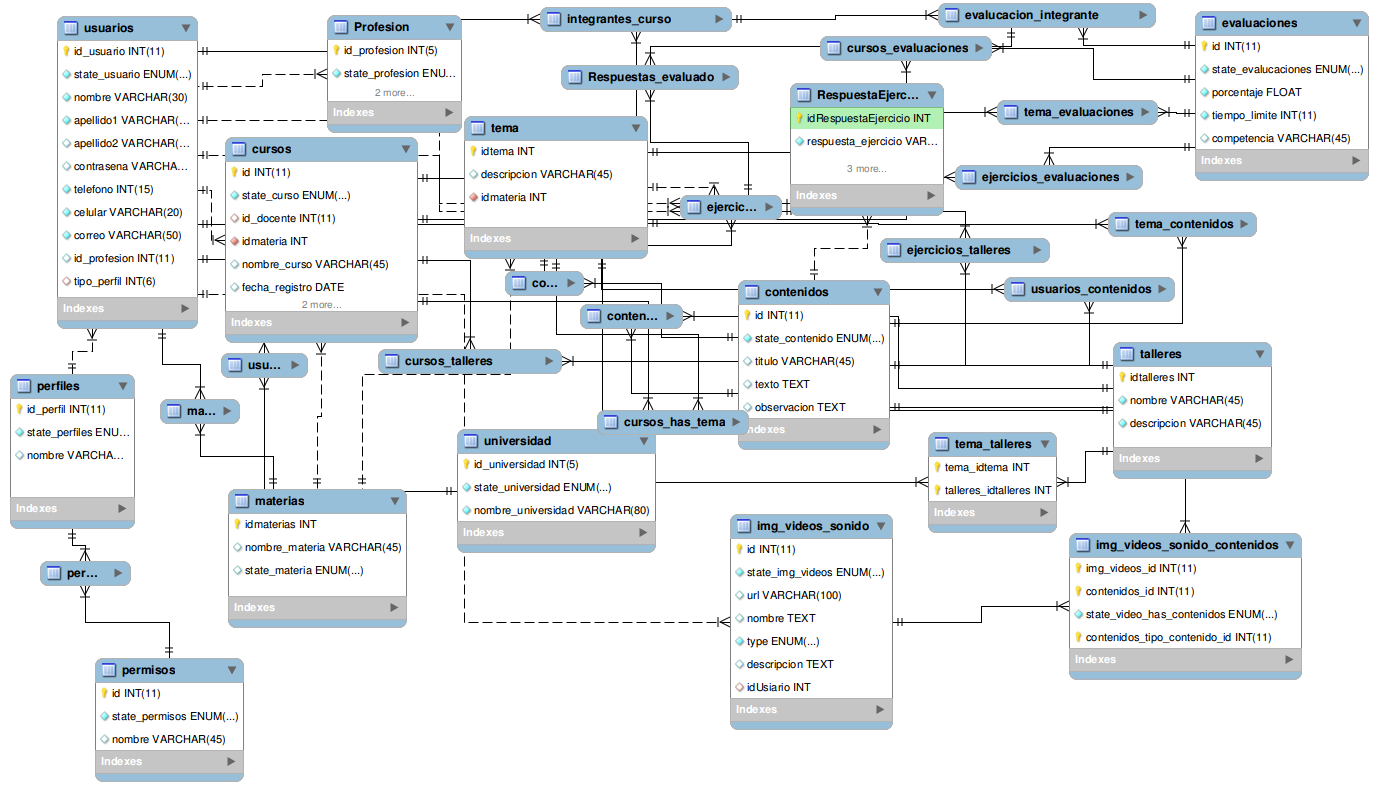 usuarios
id_usuario INT(11)
state_usuario ENUM(...)
nombre VARCHAR(30)
apellido1 VARCHAR(...
apellido2 VARCHAR(...
contrasena VARCHA...
telefono INT(15)
celular VARCHAR(20)
correo VARCHAR(50)
id_profesion INT(11)
tipo_perfil INT(6)
Indexes
Profesion
id_profesion INT(5)
state_profesion ENU...
2 more...
Indexes
integrantes_curso
Respuestas_evaluado
evalucacion_integrante
cursos_evaluaciones
evaluaciones
id INT(11)
state_evalucaciones ENUM(...)
porcentaje FLOAT
tiempo_limite INT(11)
competencia VARCHAR(45)
Indexes
RespuestaEjerc...
idRespuestaEjercicio INT
respuesta_ejercicio VAR...
3 more...
Indexes
tema_evaluaciones
ejercicios_evaluaciones
cursos
id INT(11)
state_curso ENUM(...)
id_docente INT(11)
idmateria INT
nombre_curso VARCHAR(45)
fecha_registro DATE
2 more...
Indexes
tema
idtema INT
descripcion VARCHAR(45)
idmateria INT
Indexes
ejercic...
tema_contenidos
ejercicios_talleres
usuarios_contenidos
co...
conten...
contenidos
id INT(11)
state_contenido ENUM(...)
titulo VARCHAR(45)
texto TEXT
observacion TEXT
Indexes
talleres
idtalleres INT
nombre VARCHAR(45)
descripcion VARCHAR(45)
Indexes
usu...
cursos_talleres
perfiles
id_perfil INT(11)
state_perfiles ENU...
nombre VARCHA...
Indexes
ma...
cursos_has_tema
universidad
id_universidad INT(5)
state_universidad ENUM(...)
nombre_universidad VARCHAR(80)
Indexes
tema_talleres
tema_idtema INT
talleres_idtalleres INT
Indexes
materias
idmaterias INT
nombre_materia VARCHAR(45)
state_materia ENUM(...)
Indexes
img_videos_sonido
id INT(11)
state_img_videos ENUM(...)
url VARCHAR(100)
nombre TEXT
type ENUM(...)
descripcion TEXT
idUsiario INT
Indexes
img_videos_sonido_contenidos
img_videos_id INT(11)
contenidos_id INT(11)
state_video_has_contenidos ENUM(...)
contenidos_tipo_contenido_id INT(11)
Indexes
per...
permisos
id INT(11)
state_permisos ENUM(...)
nombre VARCHAR(45)
Indexes